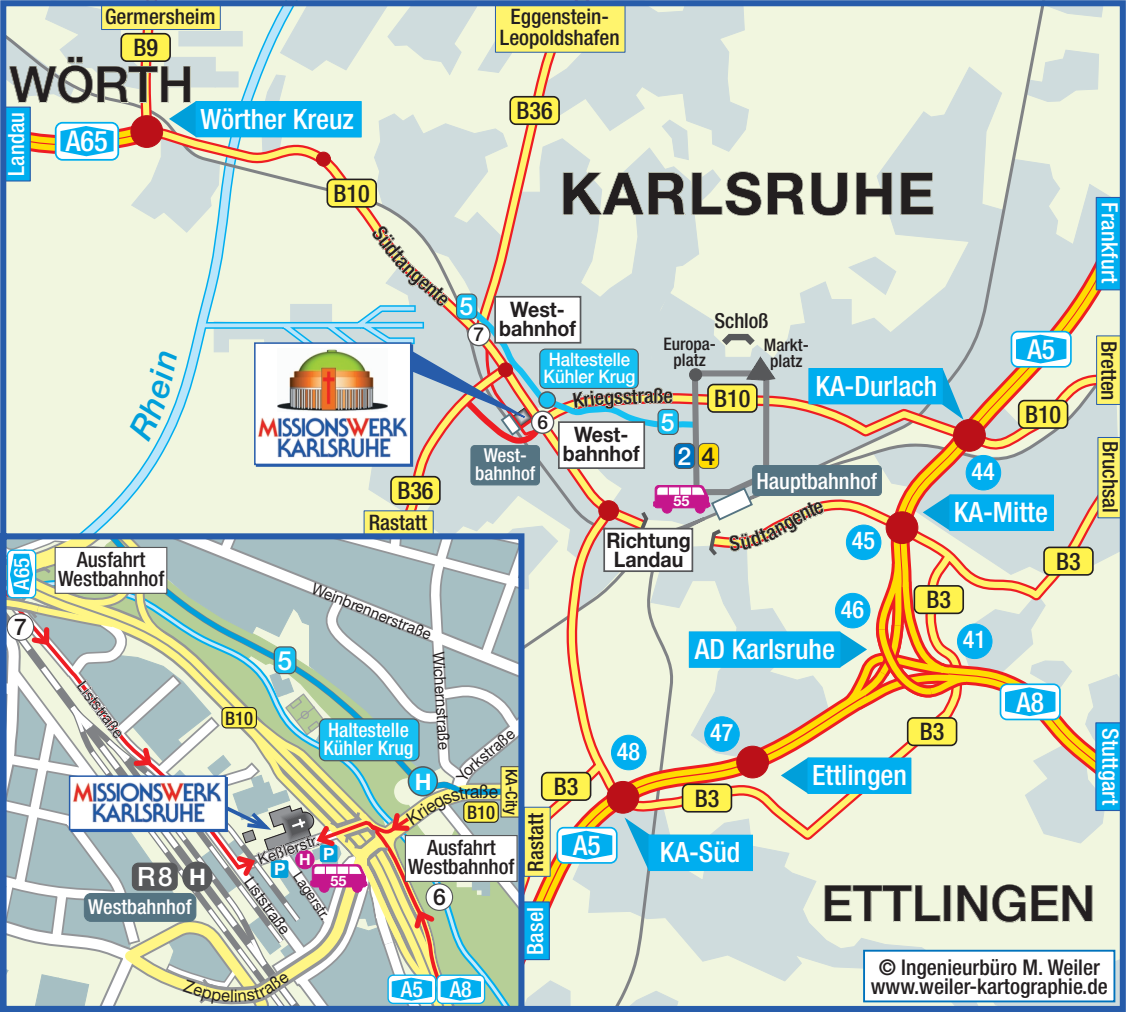 Germersheim
B9
WÖRTH
Landau
A65
Wörther Kreuz
Eggenstein-
Leopoldshafen
B36
B10
KARLSRUHE
Südtangente
Rhein
5
7
West-
bahnhof
Haltestelle
Kühler Krug
MISSIONSWERK
KARLSRUHE
Schloß
Europa-
platz
Markt-
platz
Kriegsstraße
B10
5
6
West-
bahnhof
West-
bahnhof
2
4
55
Hauptbahnhof
B36
Rastatt
Richtung
Landau
Südtangente
Frankfurt
A5
Bretten
B10
KA-Durlach
44
Bruchsal
KA-Mitte
45
B3
B3
46
41
AD Karlsruhe
A8
Stuttgart
47
B3
48
Ettlingen
B3
B3
Rastatt
A5
KA-Süd
Basel
ETTLINGEN
© Ingenieurbüro M. Weiler
www.weiler-kartographie.de
A65
Ausfahrt
Westbahnhof
7
Weinbrennerstraße
5
Wichernstraße
Liststraße
B10
Haltestelle
Kühler Krug
Yorkstraße
H
KA-City
Kriegsstraße
B10
MISSIONSWERK
KARLSRUHE
Keßlerstr.
P
H
P
55
Ausfahrt
Westbahnhof
6
R8
H
Westbahnhof
Liststraße
Lagerstr.
Zeppelinstraße
A5
A8